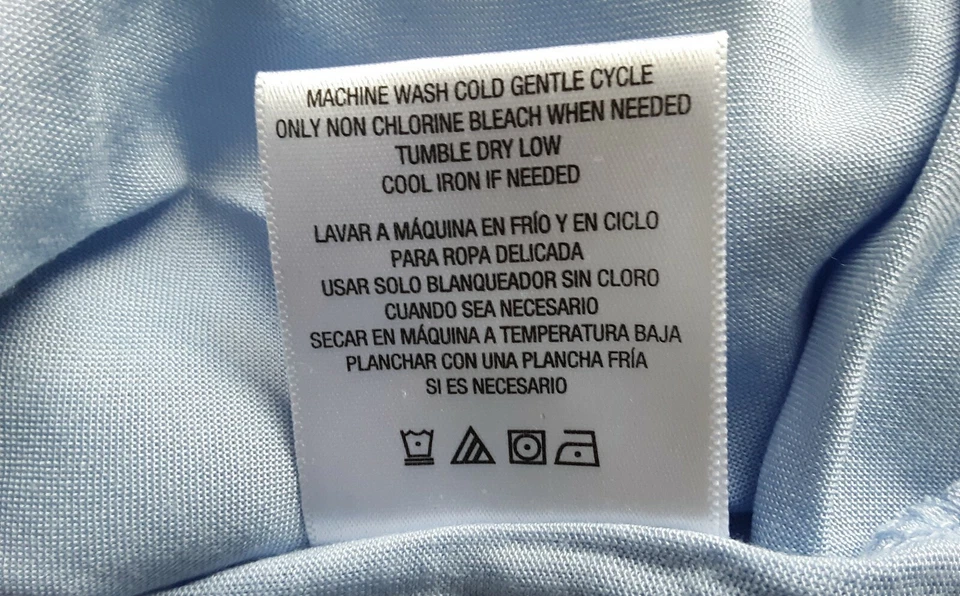 MACHINE WASH COLD GENTLE CYCLE
ONLY NON CHLORINE BLEACH WHEN NEEDED
TUMBLE DRY LOW
COOL IRON IF NEEDED
LAVAR A MÁQUINA EN FRÍO Y EN CICLO
PARA ROPA DELICADA
USAR SOLO BLANQUEADOR SIN CLORO
CUANDO SEA NECESARIO
SECAR EN MÁQUINA A TEMPERATURA BAJA
PLANCHAR CON UNA PLANCHA FRÍA
SI ES NECESARIO